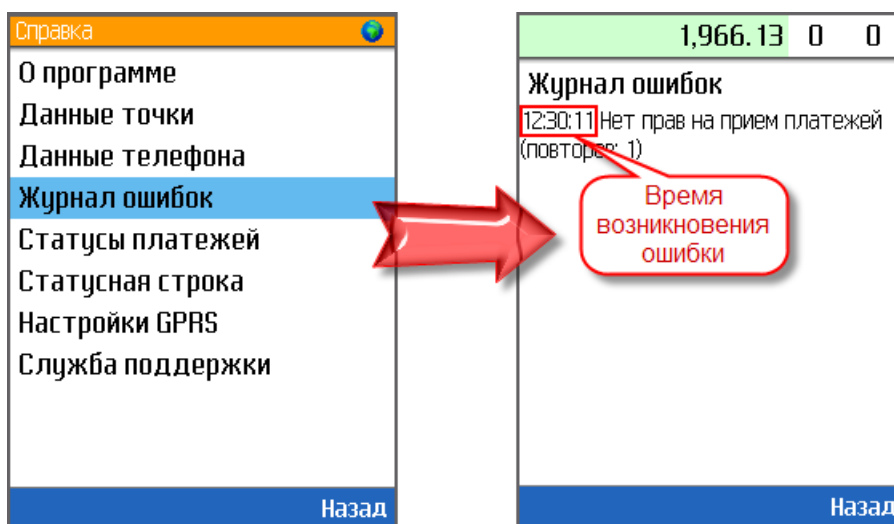 Справка
О программе
Данные точки
Данные телефона
Журнал ошибок
Статусы платежей
Статусная строка
Настройки GPRS
Служба поддержки
Назад
1,966.13 0 0
Журнал ошибок
12:30:11 Нет прав на прием платежей
(повторов: 1)
Время
возникновения
ошибки
Назад